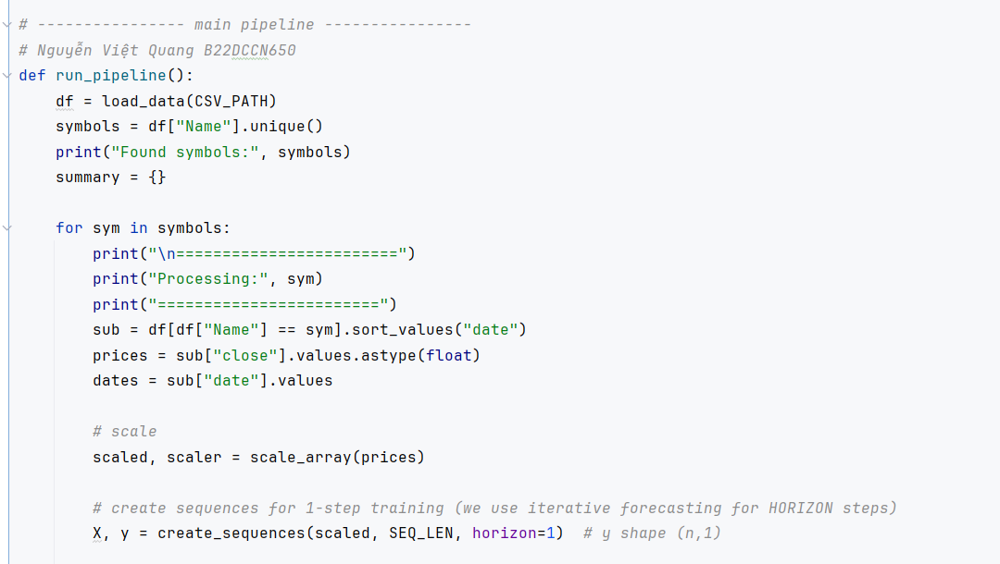 # ---------------- main pipeline ----------------
# Nguyễn Việt Quang B22DCCN650
def run_pipeline():
    df = load_data(CSV_PATH)
    symbols = df["Name"].unique()
    print("Found symbols:", symbols)
    summary = {}
    for sym in symbols:
        print("\n========================")
        print("Processing:", sym)
        print("========================")
        sub = df[df["Name"] == sym].sort_values("date")
        prices = sub["close"].values.astype(float)
        dates = sub["date"].values
        # scale
        scaled, scaler = scale_array(prices)
        # create sequences for 1-step training (we use iterative forecasting for HORIZON steps)
        X, y = create_sequences(scaled, SEQ_LEN, horizon=1)  # y shape (n,1)